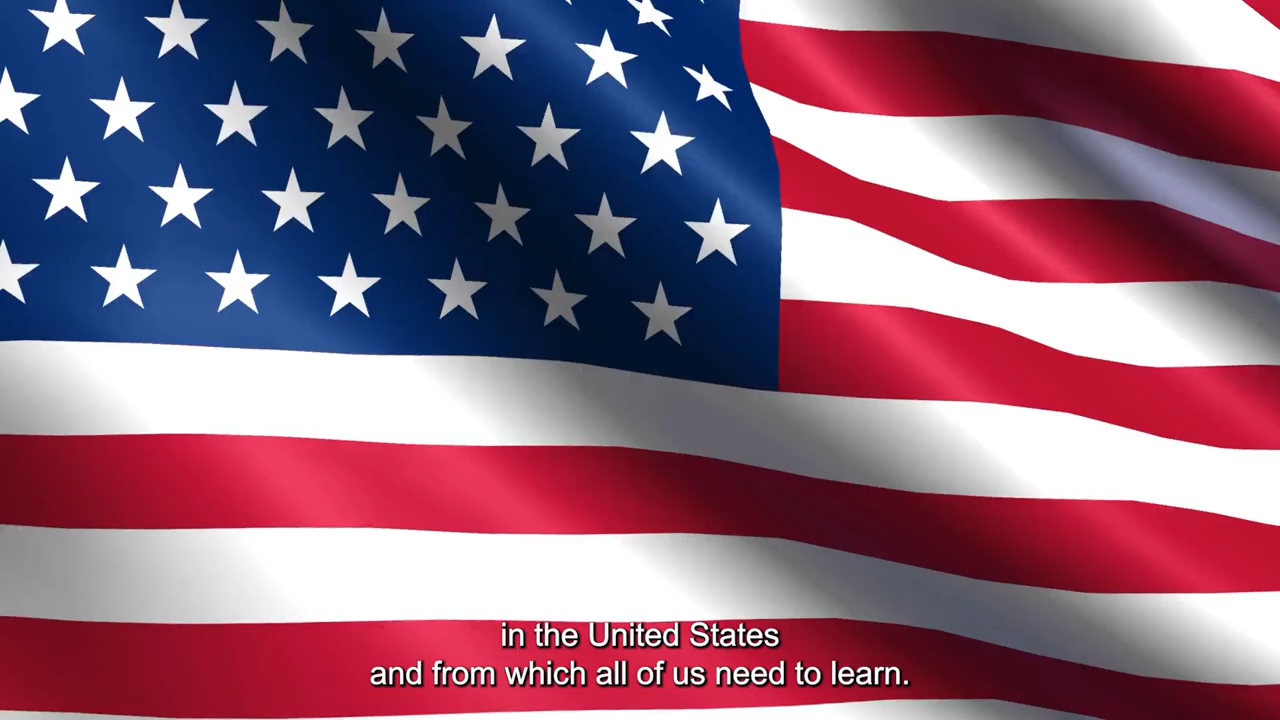 in the United States
and from which all of us need to learn.